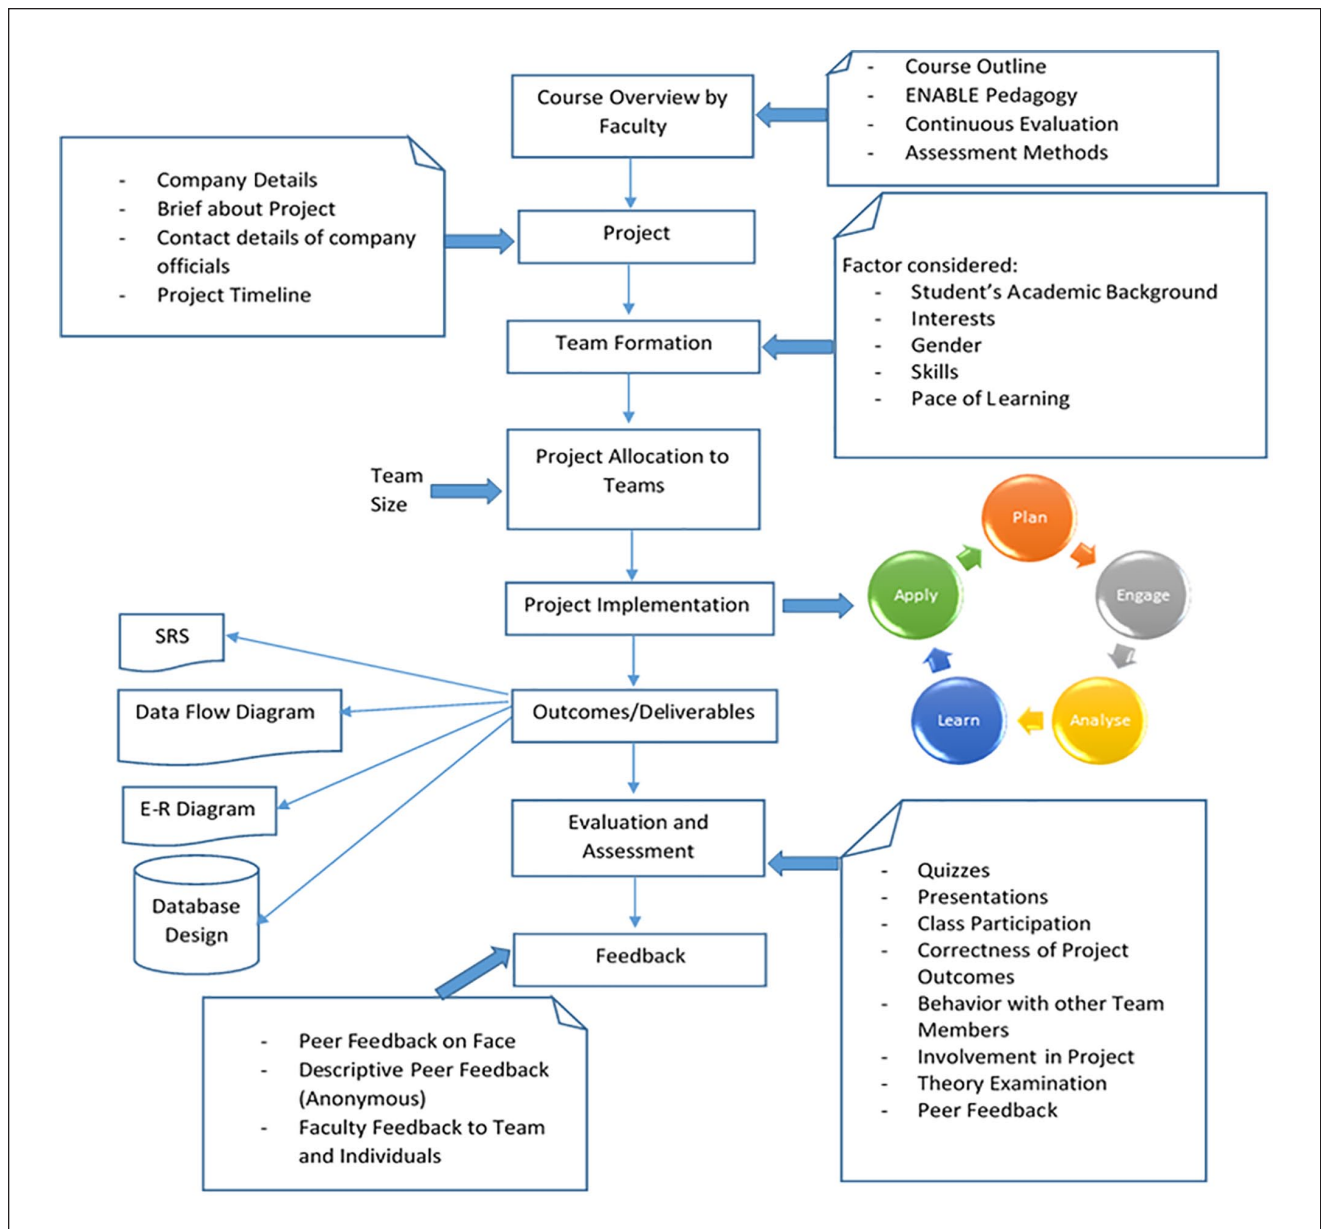 Course Overview by
Faculty
- Course Outline
- ENABLE Pedagogy
- Continuous Evaluation
- Assessment Methods
- Company Details
- Brief about Project
- Contact details of company
officials
- Project Timeline
Project
Factor considered:
- Student's Academic Background
- Interests
- Gender
- Skills
- Pace of Learning
Team Formation
Team
Size
Project Allocation to
Teams
Project Implementation
Plan
Engage
Analyse
Learn
Apply
Outcomes/Deliverables
SRS
Data Flow Diagram
E-R Diagram
Database
Design
Evaluation and
Assessment
- Quizzes
- Presentations
- Class Participation
- Correctness of Project
Outcomes
- Behavior with other Team
Members
- Involvement in Project
- Theory Examination
- Peer Feedback
Feedback
- Peer Feedback on Face
- Descriptive Peer Feedback
(Anonymous)
- Faculty Feedback to Team
and Individuals